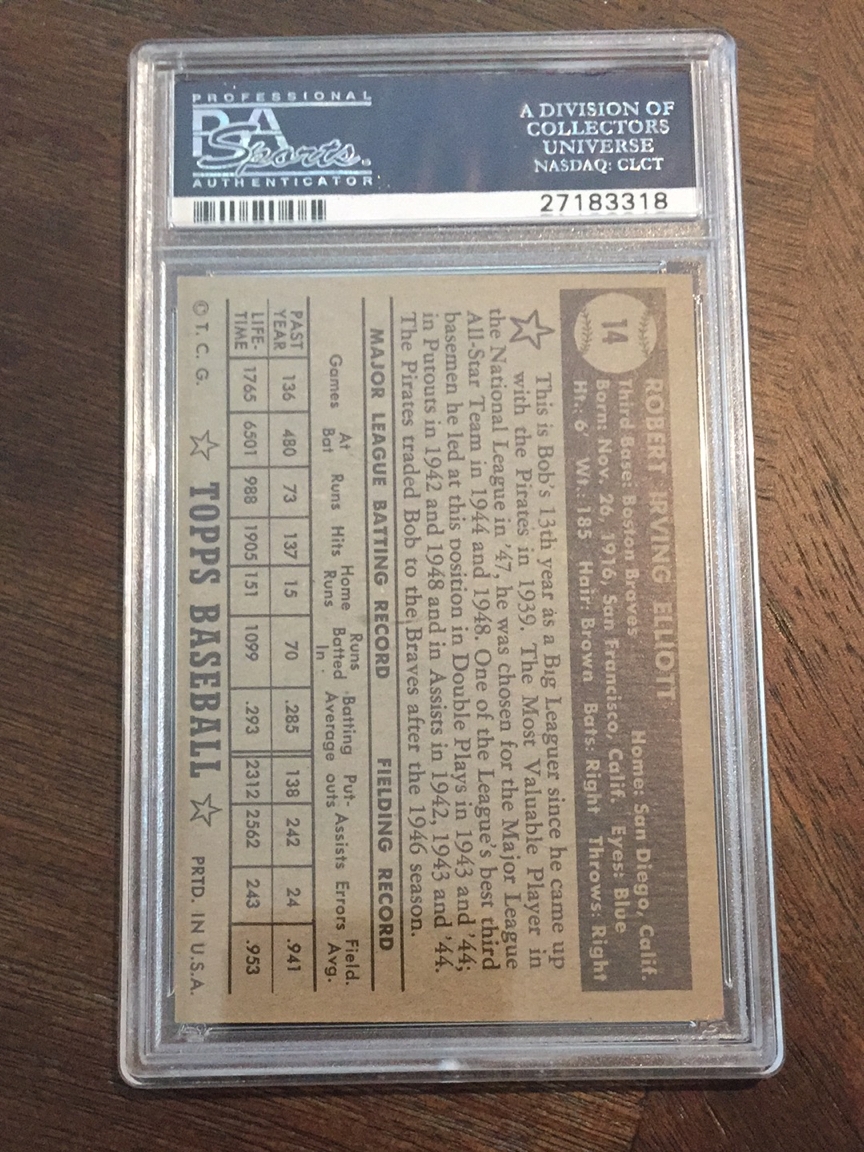 PROFESSIONAL
PSA
Sports
AUTHENTICATOR
A DIVISION OF
COLLECTORS
UNIVERSE
NASDAQ: CLCT
27183318
14
ROBERT IRVING ELLIOTT
Third Base: Boston Braves Home: San Diego, Calif.
Born: Nov. 26, 1916, San Francisco, Calif. Eyes: Blue
Ht.: 6' Wt.: 185 Hair: Brown Bats: Right Throws: Right
This is Bob's 13th year as a Big Leaguer since he came up
with the Pirates in 1939. The Most Valuable Player in
the National League in '47, he was chosen for the Major League
All-Star Team in 1944 and 1948. One of the League's best third
basemen he led at this position in Double Plays in 1943 and '44;
in Putouts in 1942 and 1948 and in Assists in 1942, 1943 and '44.
The Pirates traded Bob to the Braves after the 1946 season.
MAJOR LEAGUE BATTING RECORD FIELDING RECORD
Games At Bat Runs Hits Home Runs Runs Batted In Batting Average Put-outs Assists Errors Field. Avg.
PAST YEAR 136 480 73 137 15 70 .285 138 242 24 .941
LIFE-TIME 1765 6501 988 1905 151 1099 .293 2312 2562 243 .953
© T. C. G. ☆ TOPPS BASEBALL ☆ PRTD. IN U.S.A.